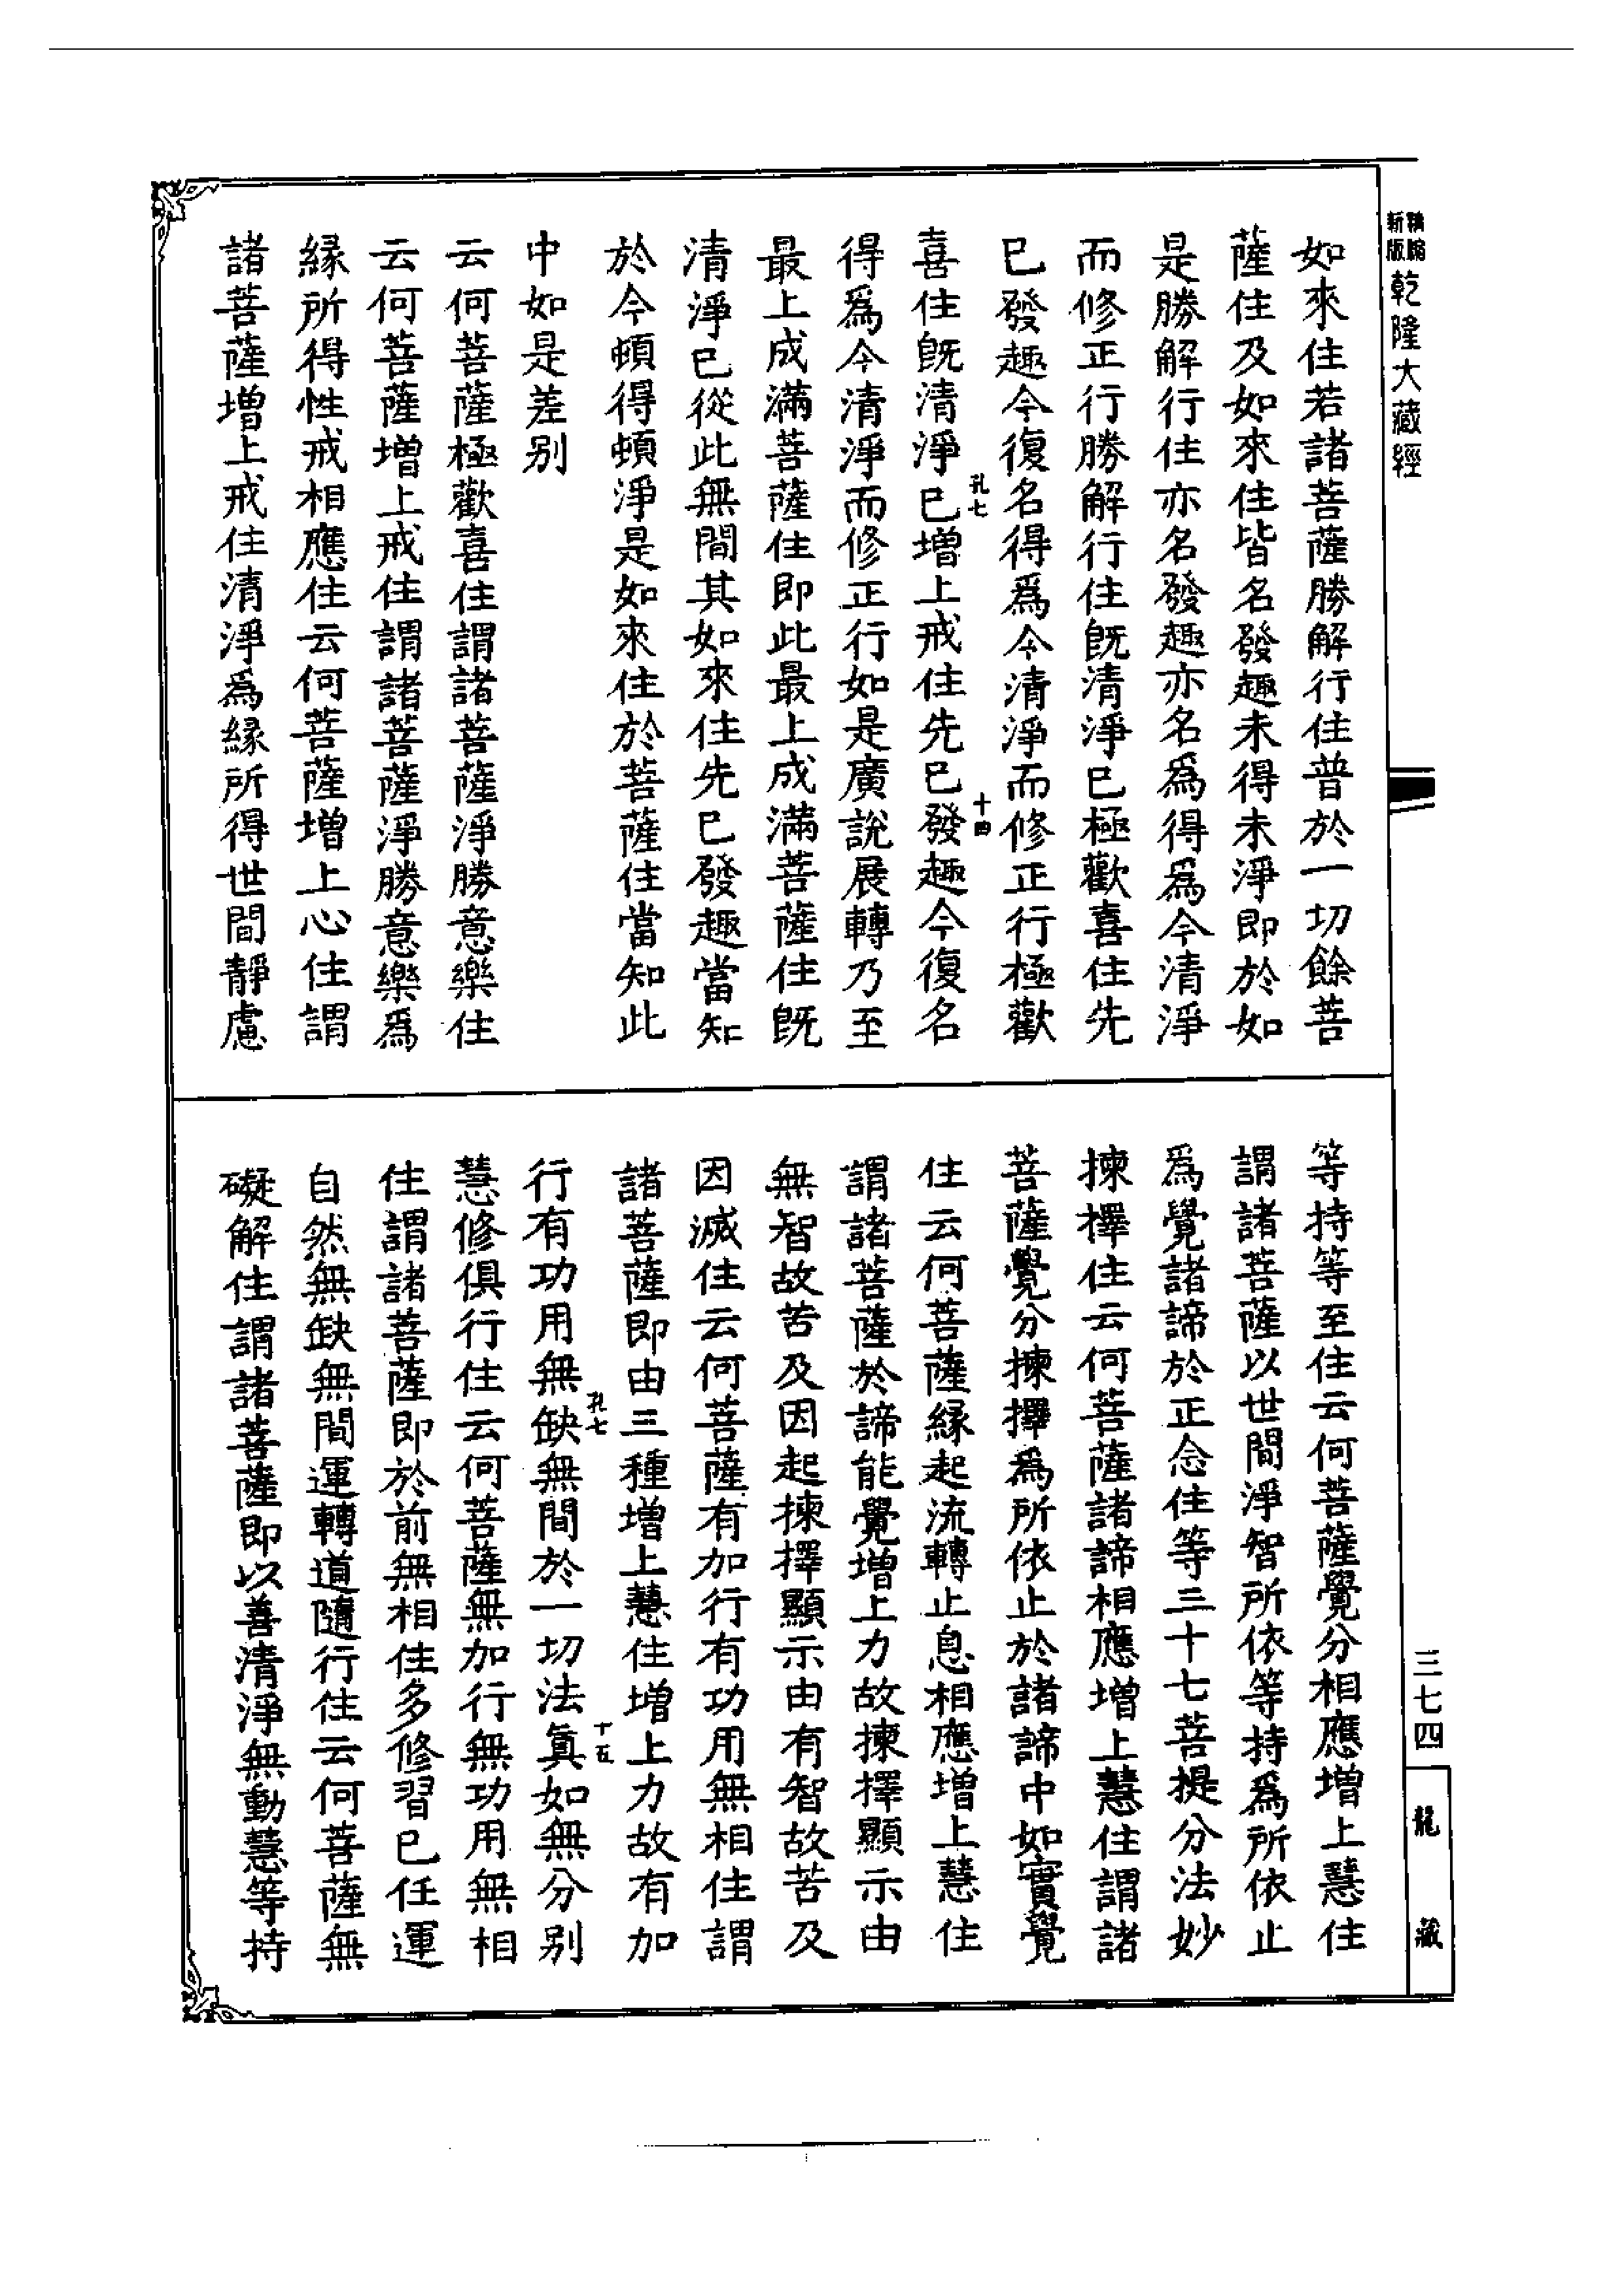 新版精縮乾隆大藏經
如來住若諸菩薩勝解行住普於一切餘菩
薩住及如來住皆名發趣未得未淨即於如
是勝解行住亦名發趣亦名爲得爲今清淨
而修正行勝解行住旣清淨已極歡喜住先
已發趣今復名得爲今清淨而修正行極歡
喜住旣清淨已增上戒住先已發趣今復名
孔七
十四
得爲今清淨而修正行如是廣說展轉乃至
最上成滿菩薩住即此最上成滿菩薩住旣
清淨已從此無間其如來住先已發趣當知
於今頓得頓淨是如來住於菩薩住當知此
中如是差别
云何菩薩極歡喜住謂諸菩薩淨勝意樂住
云何菩薩增上戒住謂諸菩薩淨勝意樂爲
緣所得性戒相應住云何菩薩增上心住謂
諸菩薩增上戒住清淨爲緣所得世間靜慮
等持等至住云何菩薩覺分相應增上慧住
謂諸菩薩以世間淨智所依等持爲所依止
爲覺諸諦於正念住等三十七菩提分法妙
揀擇住云何菩薩諸諦相應增上慧住謂諸
菩薩覺分揀擇爲所依止於諸諦中如實覺
住云何菩薩緣起流轉止息相應增上慧住
謂諸菩薩於諦能覺增上力故揀擇顯示由
無智故苦及因起揀擇顯示由有智故苦及
因滅住云何菩薩有加行有功用無相住謂
諸菩薩即由三種增上慧住增上力故有加
行有功用無缺無間於一切法眞如無分别
孔七
十五
慧修俱行住云何菩薩無加行無功用無相
住謂諸菩薩即於前無相住多修習已任運
自然無缺無間運轉道隨行住云何菩薩無
礙解住謂諸菩薩即以善清淨無動慧等持
三七四
龍藏